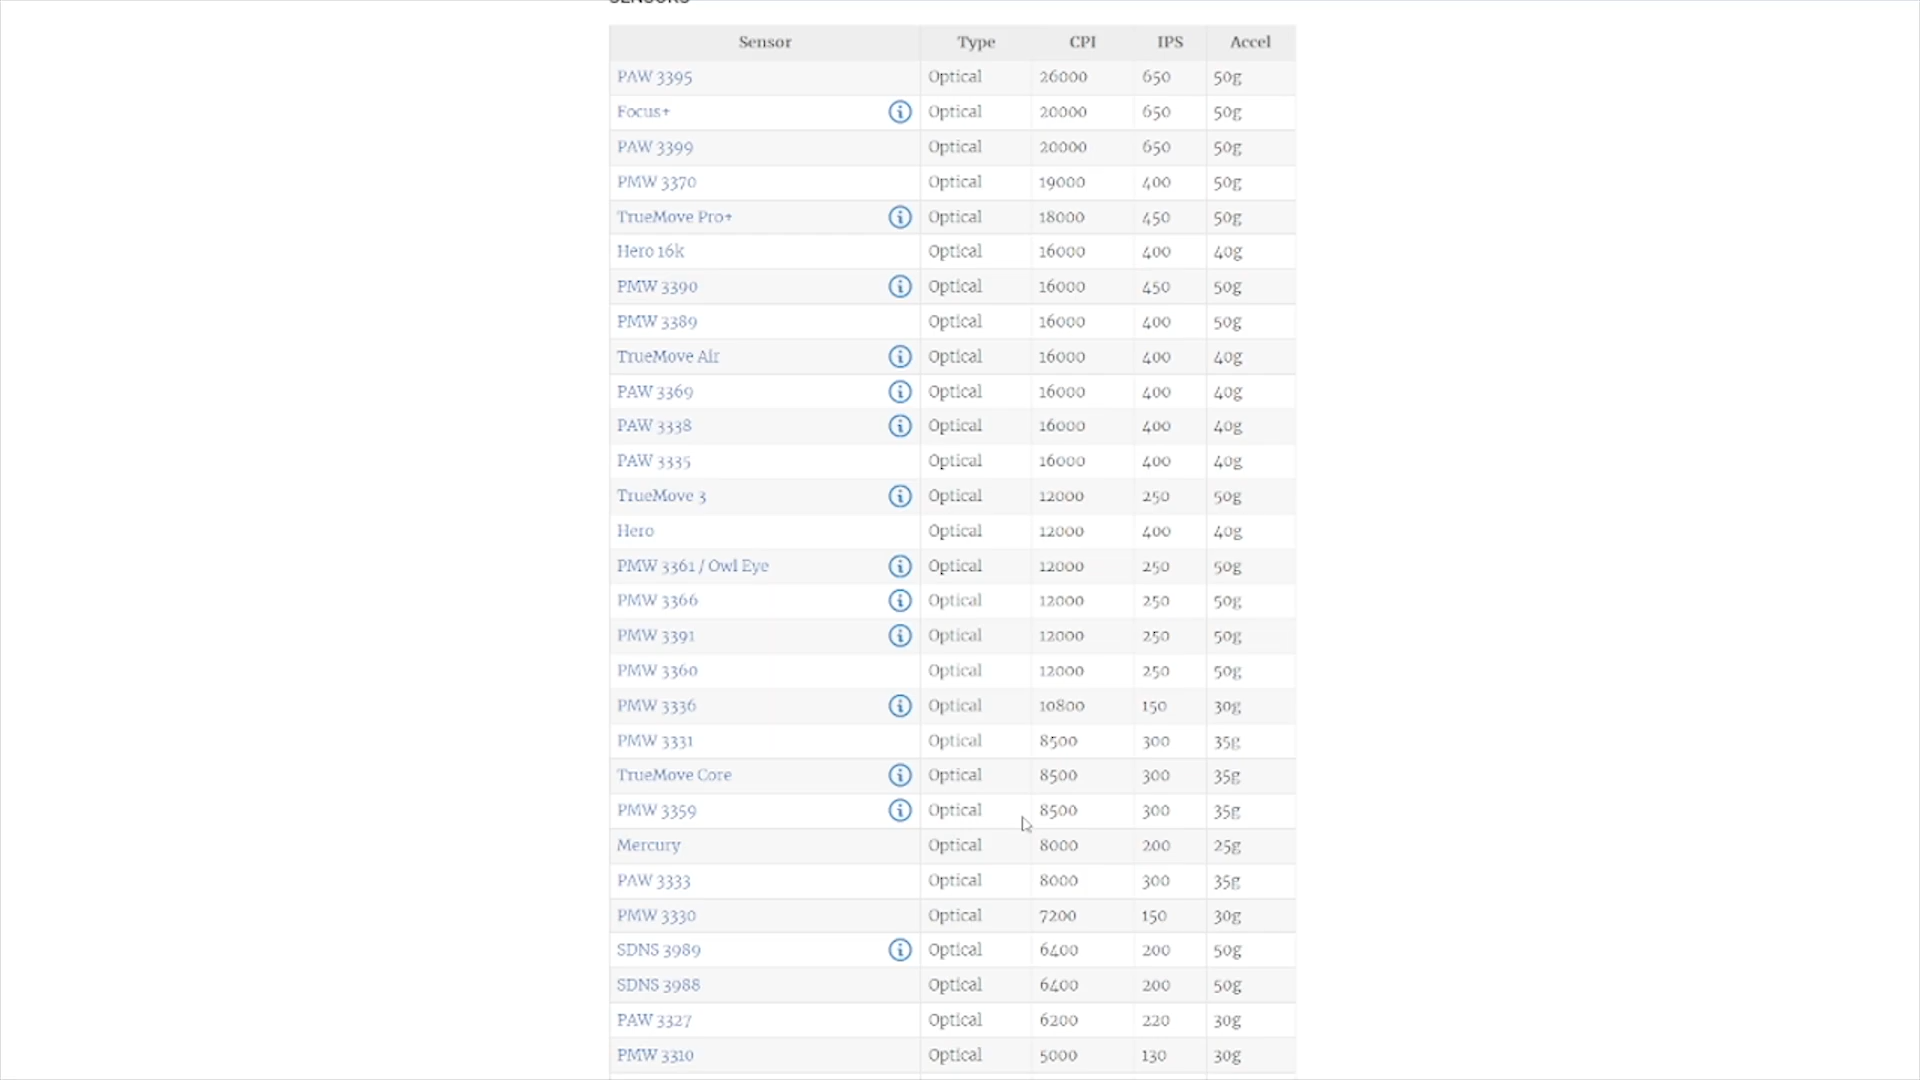 Sensor Type CPI IPS Accel
PAW 3395 Optical 26000 650 50g
Focus+ Optical 20000 650 50g
PAW 3399 Optical 20000 650 50g
PMW 3370 Optical 19000 400 50g
TrueMove Pro+ Optical 18000 450 50g
Hero 16k Optical 16000 400 40g
PMW 3390 Optical 16000 450 50g
PMW 3389 Optical 16000 400 50g
TrueMove Air Optical 16000 400 40g
PAW 3369 Optical 16000 400 40g
PAW 3338 Optical 16000 400 40g
PAW 3335 Optical 16000 400 40g
TrueMove 3 Optical 12000 250 50g
Hero Optical 12000 400 40g
PMW 3361 / Owl Eye Optical 12000 250 50g
PMW 3366 Optical 12000 250 50g
PMW 3391 Optical 12000 250 50g
PMW 3360 Optical 12000 250 50g
PMW 3336 Optical 10800 150 30g
PMW 3331 Optical 8500 300 35g
TrueMove Core Optical 8500 300 35g
PMW 3359 Optical 8500 300 35g
Mercury Optical 8000 200 25g
PAW 3333 Optical 8000 300 35g
PMW 3330 Optical 7200 150 30g
SDNS 3989 Optical 6400 200 50g
SDNS 3988 Optical 6400 200 50g
PAW 3327 Optical 6200 220 30g
PMW 3310 Optical 5000 130 30g